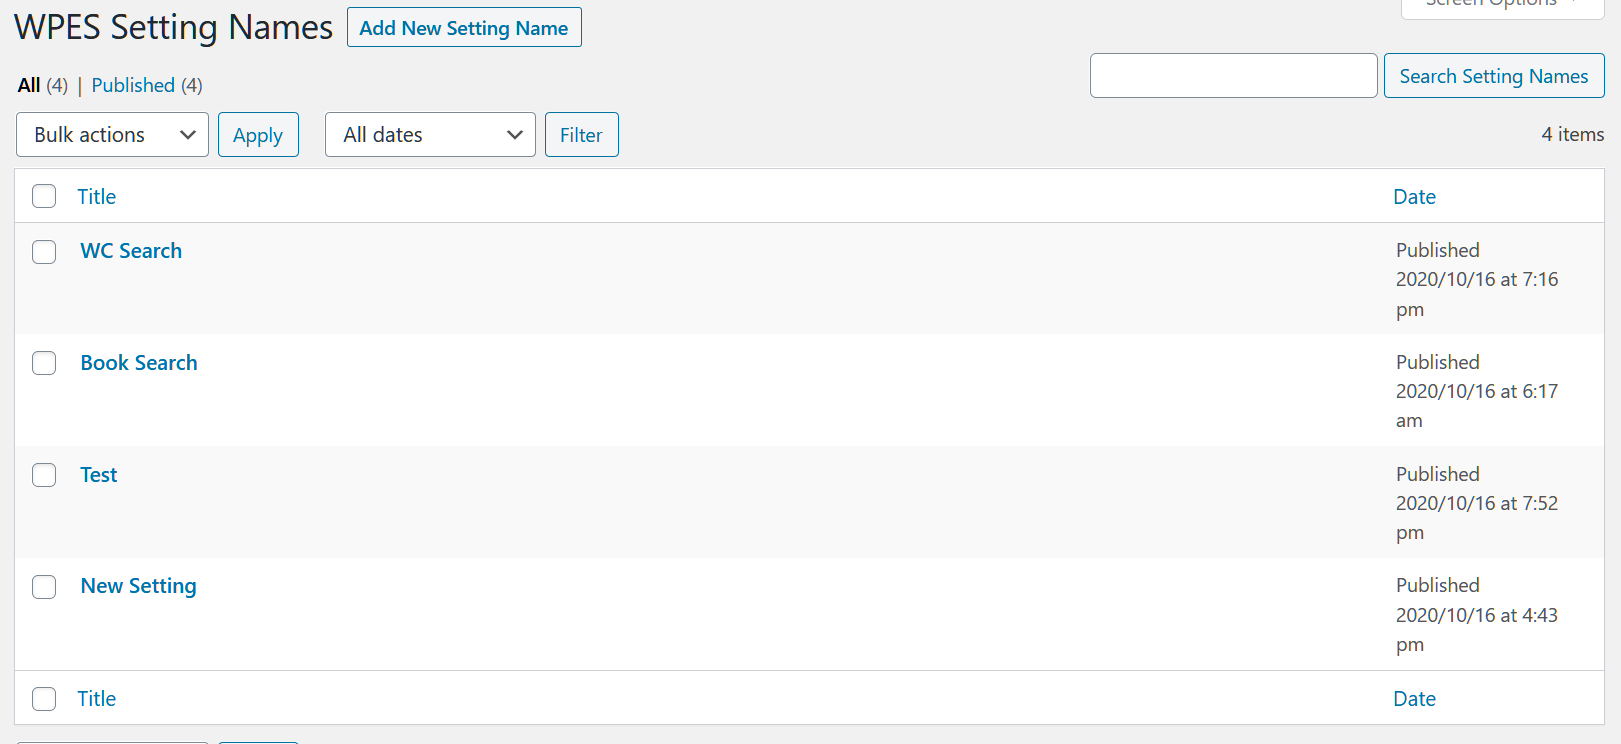 Screen Options
WPES Setting Names
Add New Setting Name
All (4) | Published (4)
Search Setting Names
Bulk actions
Apply
All dates
Filter
4 items
Title
Date
WC Search
Published
2020/10/16 at 7:16
pm
Book Search
Published
2020/10/16 at 6:17
am
Test
Published
2020/10/16 at 7:52
pm
New Setting
Published
2020/10/16 at 4:43
pm
Title
Date